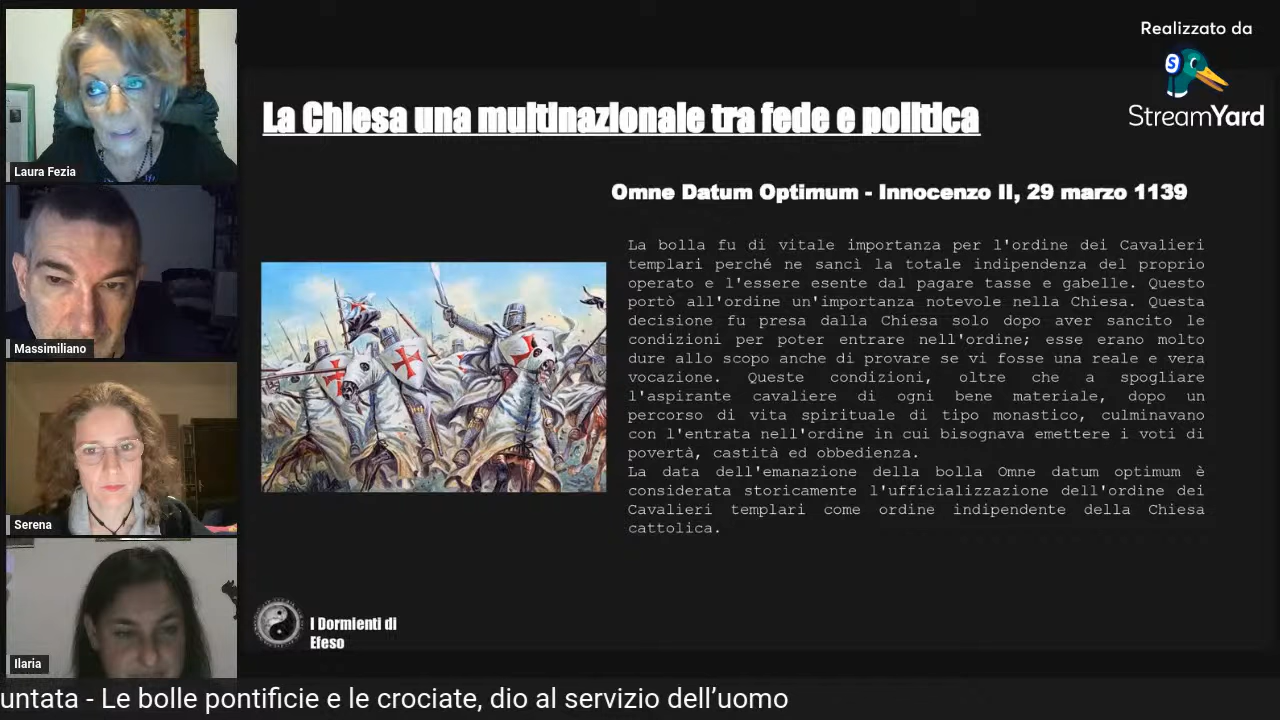 Realizzato da
StreamYard
La Chiesa una multinazionale tra fede e politica
Omne Datum Optimum - Innocenzo II, 29 marzo 1139
La bolla fu di vitale importanza per l'ordine dei Cavalieri
templari perché ne sancì la totale indipendenza del proprio
operato e l'essere esente dal pagare tasse e gabelle. Questo
portò all'ordine un'importanza notevole nella Chiesa. Questa
decisione fu presa dalla Chiesa solo dopo aver sancito le
condizioni per poter entrare nell'ordine; esse erano molto
dure allo scopo anche di provare se vi fosse una reale e vera
vocazione. Queste condizioni, oltre che a spogliare
l'aspirante cavaliere di ogni bene materiale, dopo un
percorso di vita spirituale di tipo monastico, culminavano
con l'entrata nell'ordine in cui bisognava emettere i voti di
povertà, castità ed obbedienza.
La data dell'emanazione della bolla Omne datum optimum è
considerata storicamente l'ufficializzazione dell'ordine dei
Cavalieri templari come ordine indipendente della Chiesa
cattolica.
Laura Fezia
Massimiliano
Serena
Ilaria
I Dormienti di
Efeso
untata - Le bolle pontificie e le crociate, dio al servizio dell’uomo